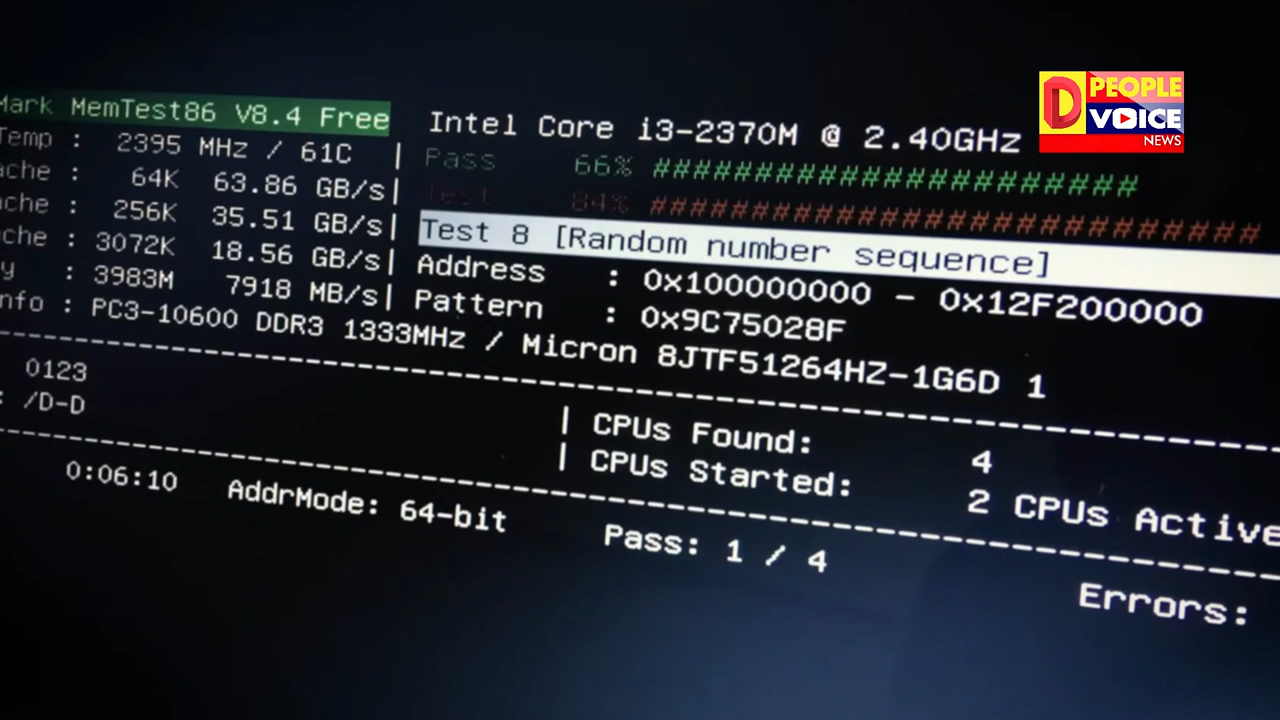 Mark MemTest86 V8.4 Free
Intel Core i3-2370M @ 2.40GHz
Temp : 2395 MHz / 61C |
Pass 66% #######################
ache : 64K 63.86 GB/s|
Test 84% ##############################
ache : 256K 35.51 GB/s|
Test 8 [Random number sequence]
ache : 3072K 18.56 GB/s|
Address : 0x100000000 - 0x12F200000
y : 3983M 7918 MB/s|
Pattern : 0x9C75028F
nfo : PC3-10600 DDR3 1333MHz / Micron 8JTF51264HZ-1G6D 1
0123
| CPUs Found: 4
: /D-D
| CPUs Started: 2 CPUs Active
0:06:10 AddrMode: 64-bit Pass: 1 / 4 Errors:
D PEOPLE
VOICE
NEWS